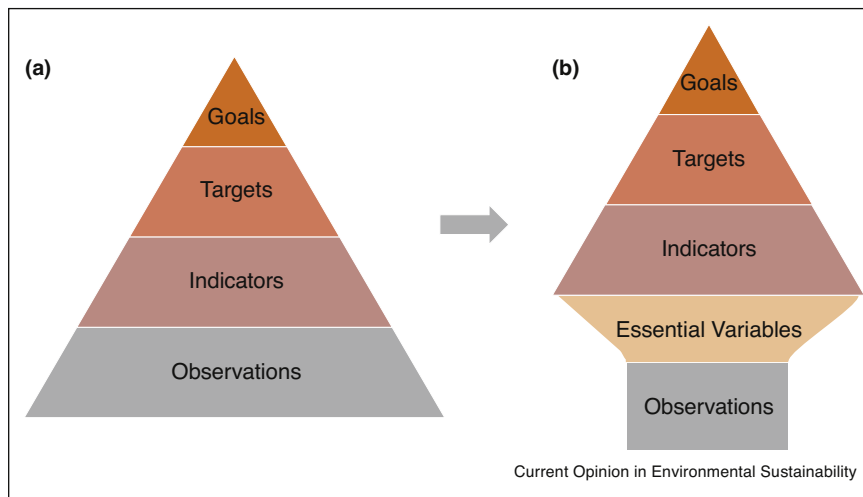 (a)
Goals
Targets
Indicators
Observations
(b)
Goals
Targets
Indicators
Essential Variables
Observations
Current Opinion in Environmental Sustainability